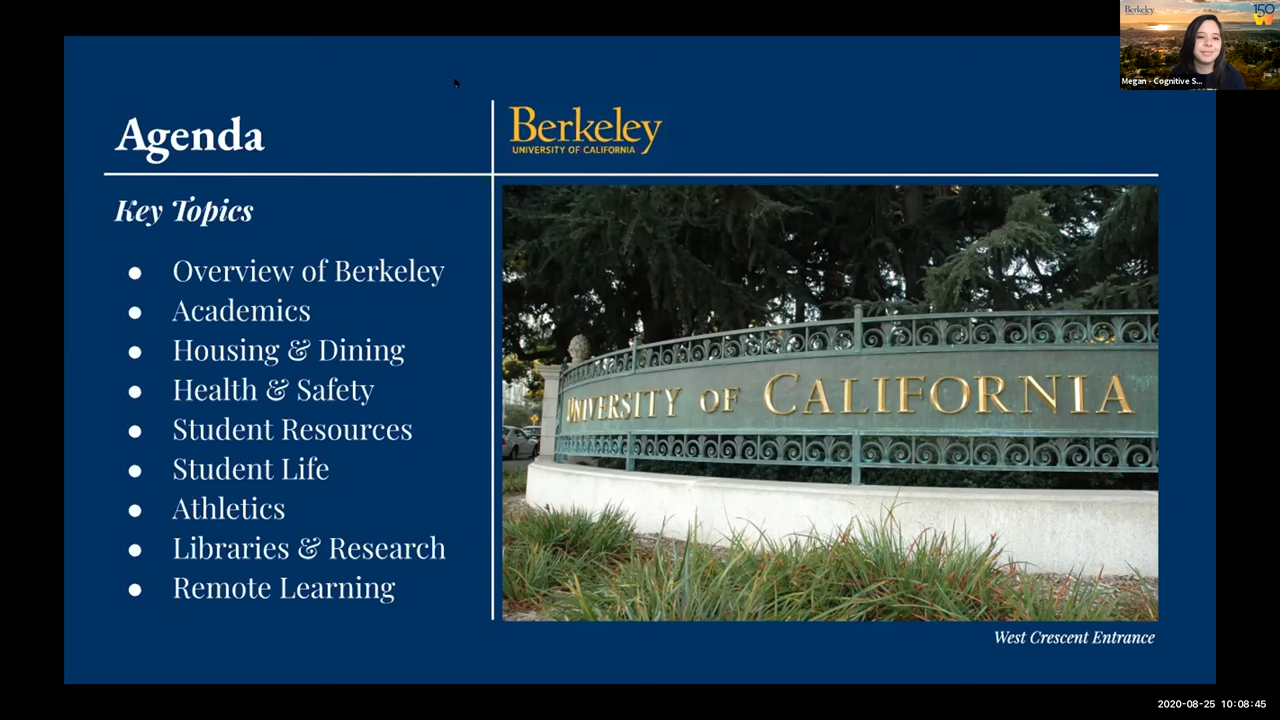 Berkeley
150
W
Megan - Cognitive S...
Agenda
Berkeley
UNIVERSITY OF CALIFORNIA
Key Topics
● Overview of Berkeley
● Academics
● Housing & Dining
● Health & Safety
● Student Resources
● Student Life
● Athletics
● Libraries & Research
● Remote Learning
UNIVERSITY OF CALIFORNIA
West Crescent Entrance
2020-08-25 10:08:45